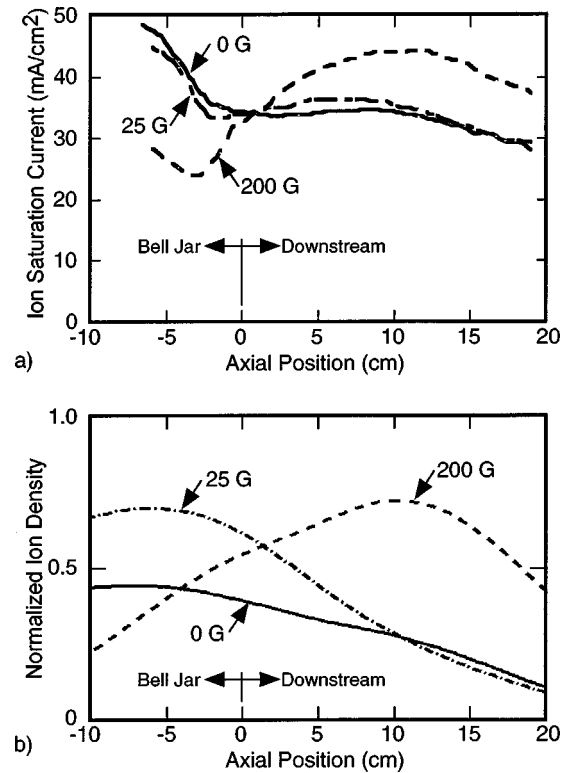 50
40
30
20
10
0
Ion Saturation Current (mA/cm²)
0 G
25 G
200 G
Bell Jar
Downstream
-10 -5 0 5 10 15 20
a)
Axial Position (cm)
1.0
0.5
0
Normalized Ion Density
25 G
200 G
0 G
Bell Jar
Downstream
-10 -5 0 5 10 15 20
b)
Axial Position (cm)